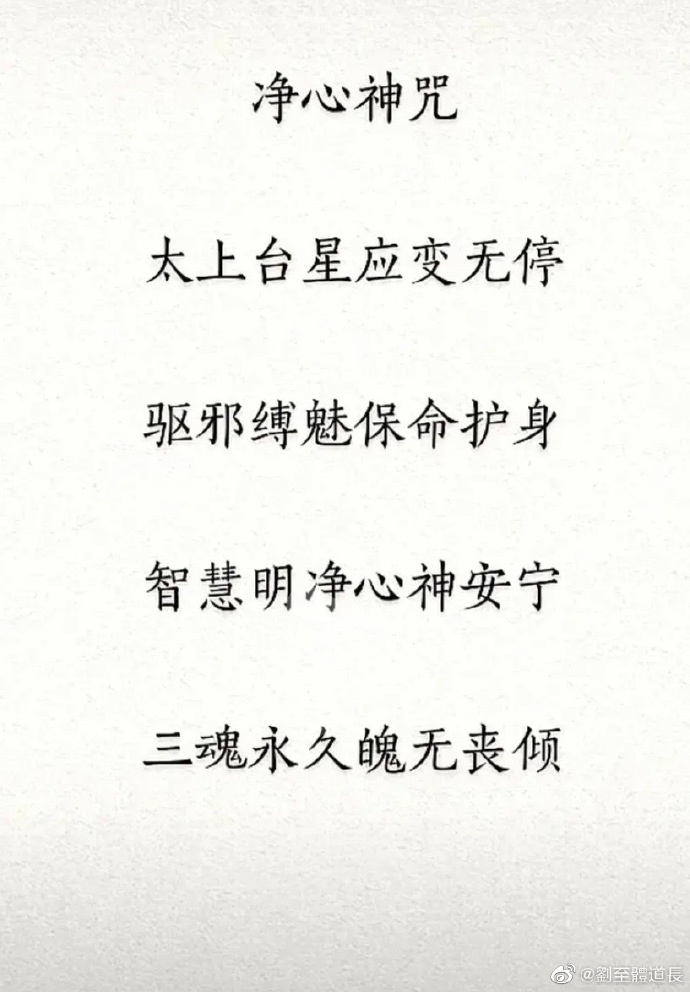 净心神咒
太上台星应变无停
驱邪缚魅保命护身
智慧明净心神安宁
三魂永久魄无丧倾
@劉至體道長